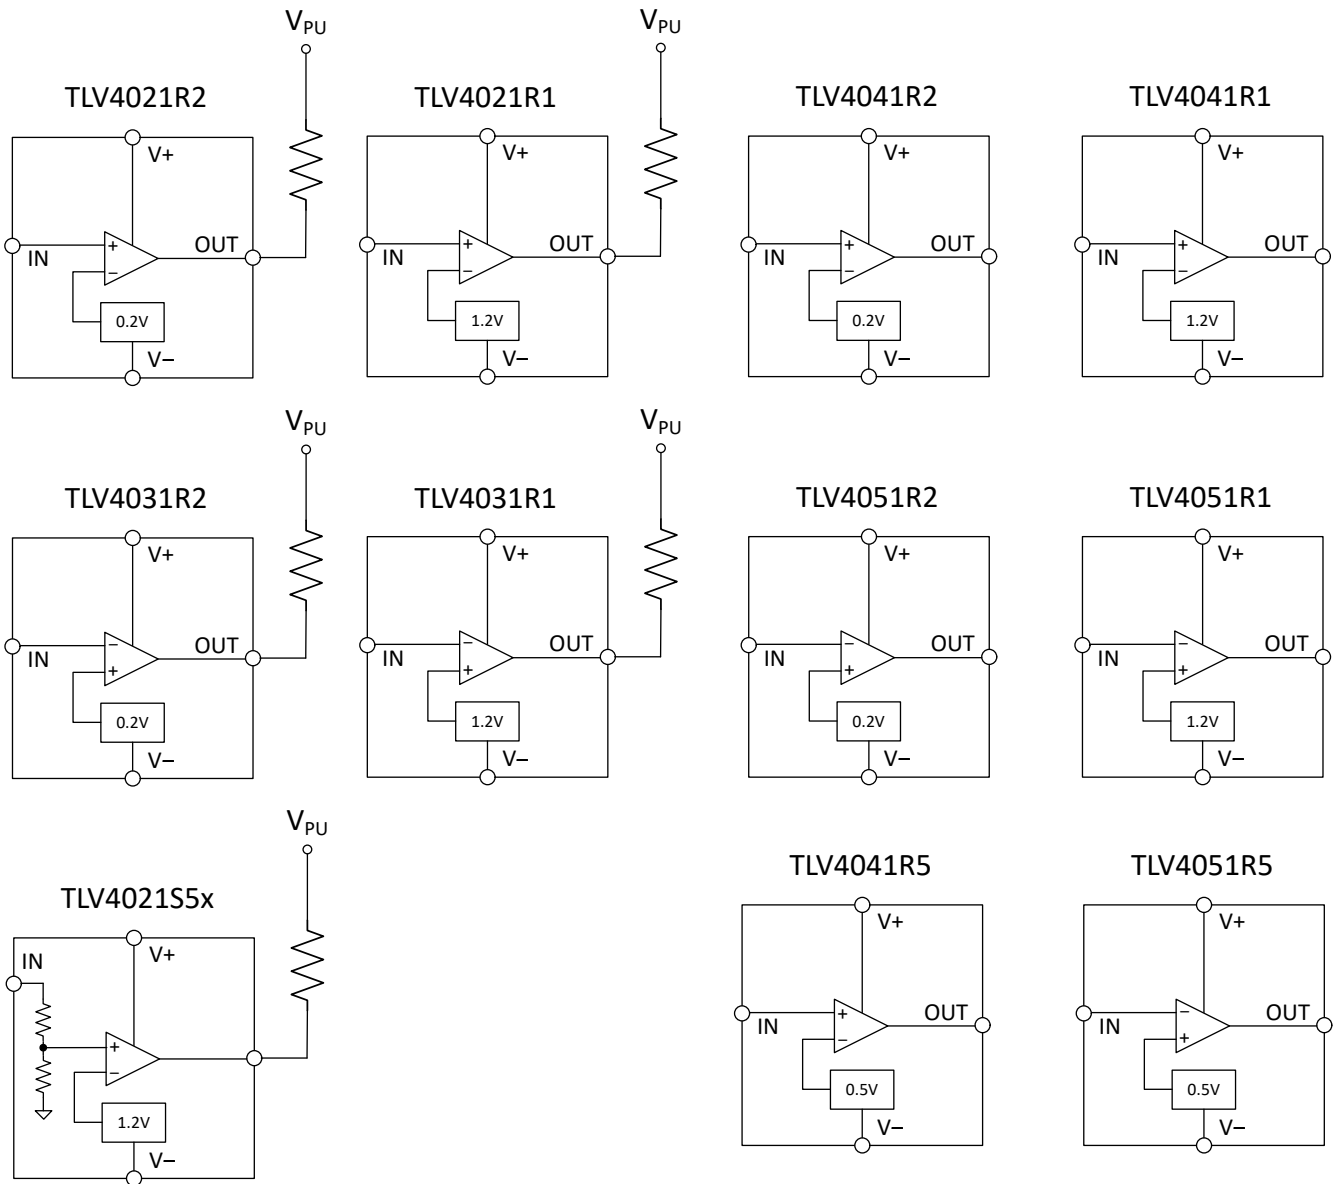 V_PU
V_PU
TLV4021R2
TLV4021R1
TLV4041R2
TLV4041R1
V+
V+
V+
V+
IN
+
−
OUT
IN
+
−
OUT
IN
+
−
OUT
IN
+
−
OUT
0.2V
1.2V
0.2V
1.2V
V−
V−
V−
V−
V_PU
V_PU
TLV4031R2
TLV4031R1
TLV4051R2
TLV4051R1
V+
V+
V+
V+
IN
−
+
OUT
IN
−
+
OUT
IN
−
+
OUT
IN
−
+
OUT
0.2V
1.2V
0.2V
1.2V
V−
V−
V−
V−
V_PU
TLV4021S5x
V+
IN
+
−
1.2V
V−
TLV4041R5
V+
IN
+
−
OUT
0.5V
V−
TLV4051R5
V+
IN
−
+
OUT
0.5V
V−